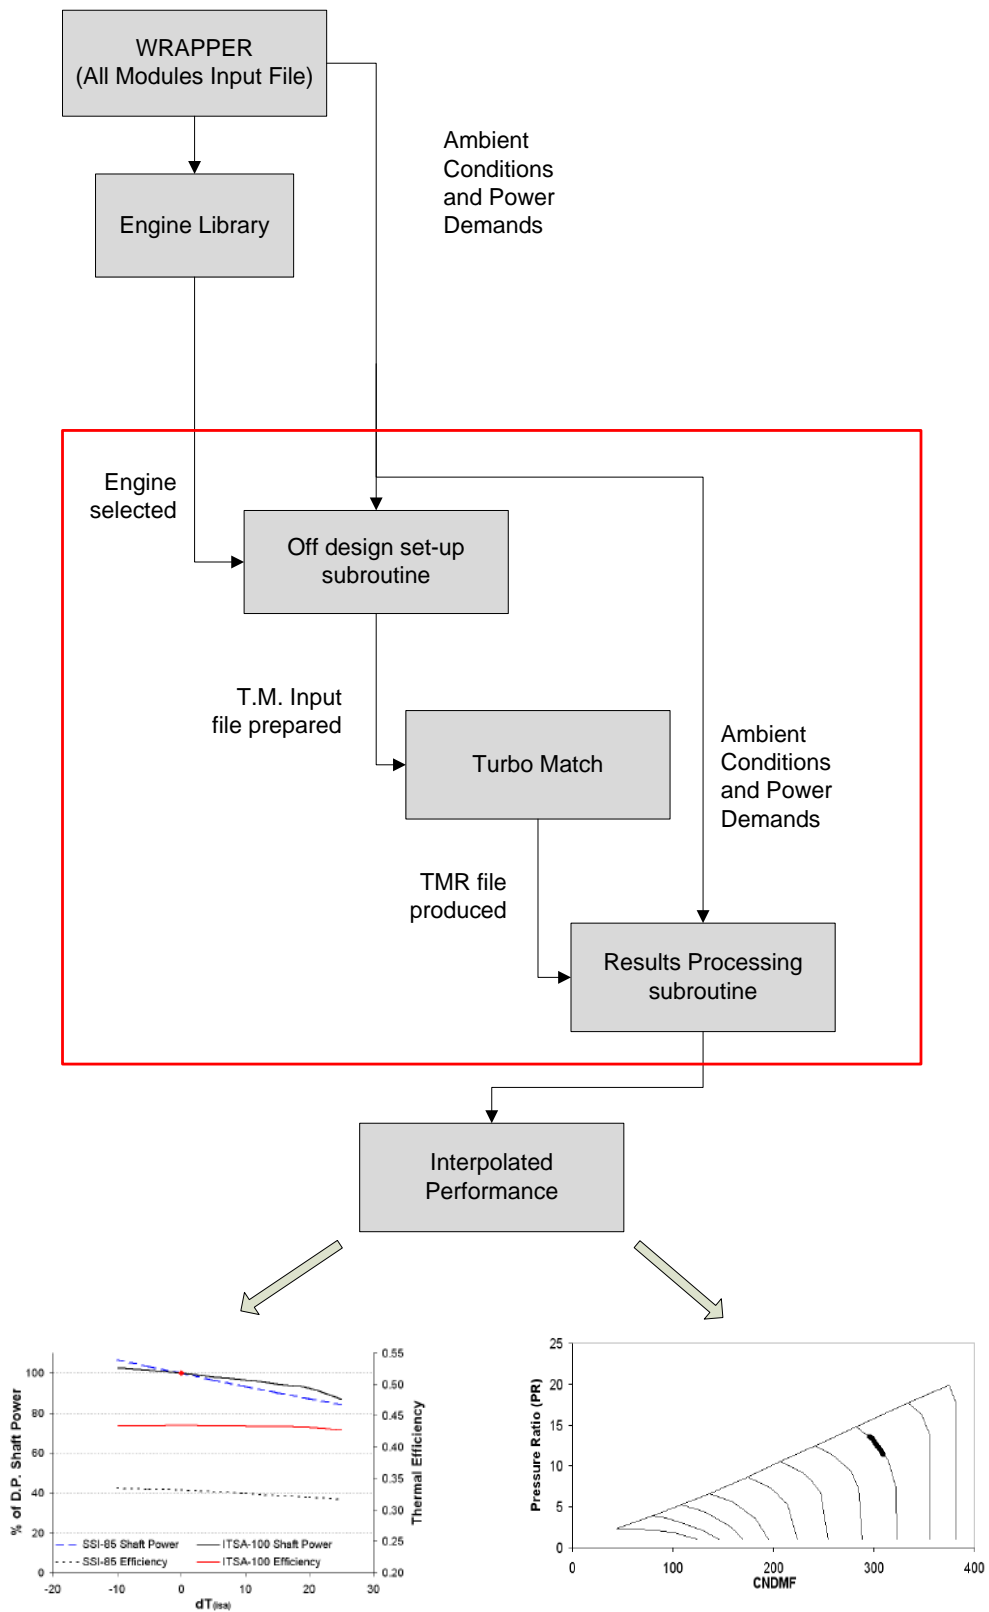 WRAPPER
(All Modules Input File)
Ambient
Conditions
and Power
Demands
Engine Library
Engine
selected
Off design set-up
subroutine
T.M. Input
file prepared
Turbo Match
Ambient
Conditions
and Power
Demands
TMR file
produced
Results Processing
subroutine
Interpolated
Performance
% of D.P. Shaft Power
100
80
60
40
20
0
-20
-10
0
10
20
30
dT(isa)
0.55
0.50
0.45
0.40
0.35
0.30
0.25
0.20
Thermal Efficiency
SSI-85 Shaft Power
ITSA-100 Shaft Power
SSI-85 Efficiency
ITSA-100 Efficiency
Pressure Ratio (PR)
25
20
15
10
5
0
0
100
200
300
400
CNDMF